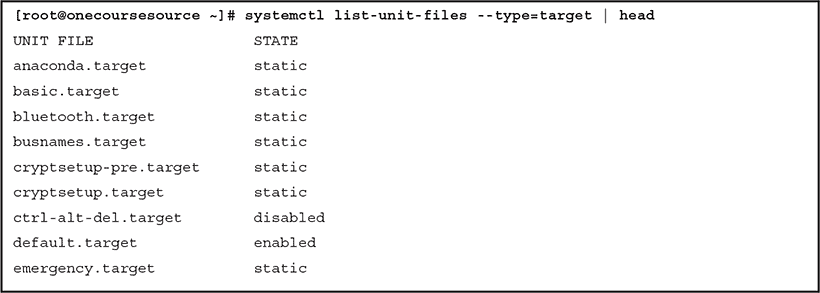 [root@onecoursesource ~]# systemctl list-unit-files --type=target | head
UNIT FILE STATE
anaconda.target static
basic.target static
bluetooth.target static
busnames.target static
cryptsetup-pre.target static
cryptsetup.target static
ctrl-alt-del.target disabled
default.target enabled
emergency.target static